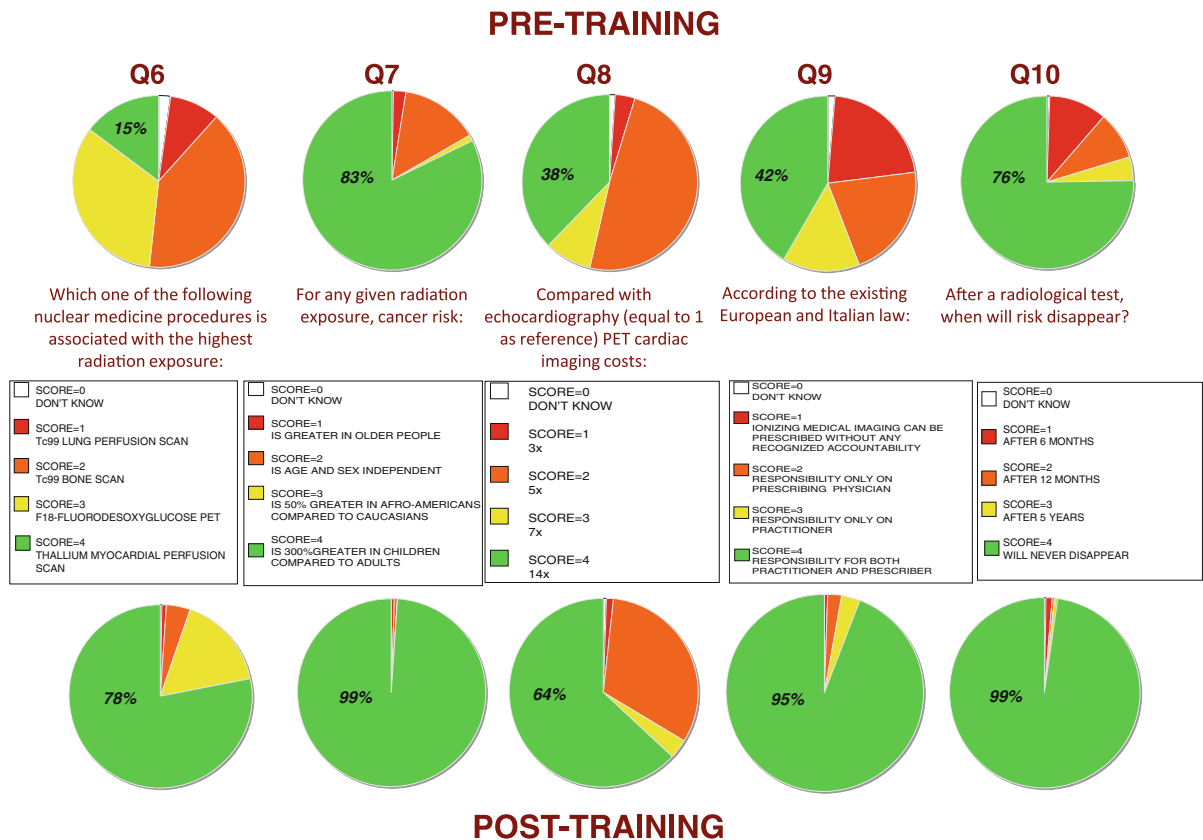 PRE-TRAINING
Q6
Q7
Q8
Q9
Q10
15%
83%
38%
42%
76%
Which one of the following
nuclear medicine procedures is
associated with the highest
radiation exposure:
For any given radiation
exposure, cancer risk:
Compared with
echocardiography (equal to 1
as reference) PET cardiac
imaging costs:
According to the existing
European and Italian law:
After a radiological test,
when will risk disappear?
SCORE=0
DON'T KNOW
SCORE=1
Tc99 LUNG PERFUSION SCAN
SCORE=2
Tc99 BONE SCAN
SCORE=3
F18-FLUORODESOXYGLUCOSE PET
SCORE=4
THALLIUM MYOCARDIAL PERFUSION
SCAN
SCORE=0
DON'T KNOW
SCORE=1
IS GREATER IN OLDER PEOPLE
SCORE=2
IS AGE AND SEX INDEPENDENT
SCORE=3
IS 50% GREATER IN AFRO-AMERICANS
COMPARED TO CAUCASIANS
SCORE=4
IS 300%GREATER IN CHILDREN
COMPARED TO ADULTS
SCORE=0
DON'T KNOW
SCORE=1
3x
SCORE=2
5x
SCORE=3
7x
SCORE=4
14x
SCORE=0
DON'T KNOW
SCORE=1
IONIZING MEDICAL IMAGING CAN BE
PRESCRIBED WITHOUT ANY
RECOGNIZED ACCOUNTABILITY
SCORE=2
RESPONSIBILITY ONLY ON
PRESCRIBING PHYSICIAN
SCORE=3
RESPONSIBILITY ONLY ON
PRACTITIONER
SCORE=4
RESPONSIBILITY FOR BOTH
PRACTITIONER AND PRESCRIBER
SCORE=0
DON'T KNOW
SCORE=1
AFTER 6 MONTHS
SCORE=2
AFTER 12 MONTHS
SCORE=3
AFTER 5 YEARS
SCORE=4
WILL NEVER DISAPPEAR
78%
99%
64%
95%
99%
POST-TRAINING